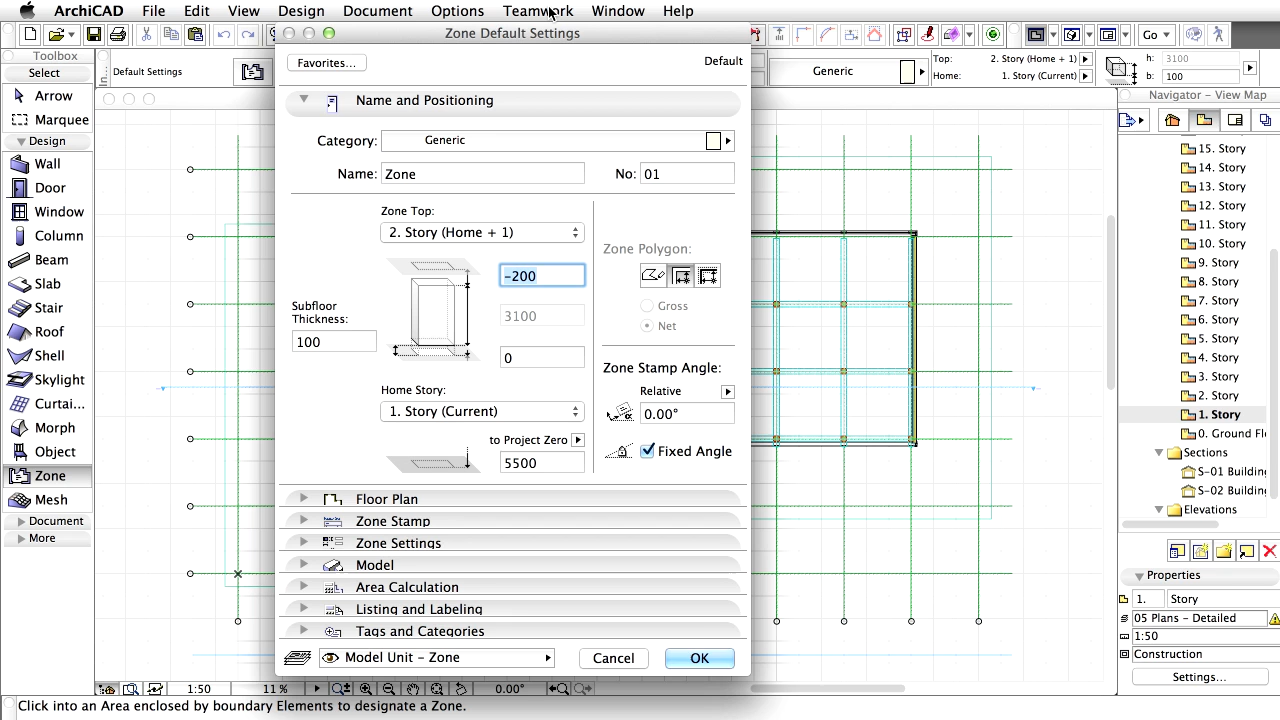 ArchiCAD File Edit View Design Document Options Teamwork Window Help
Zone Default Settings
Go
Toolbox
Select
Arrow
Marquee
Design
Wall
Door
Window
Column
Beam
Slab
Stair
Roof
Shell
Skylight
Curtai...
Morph
Object
Zone
Mesh
Document
More
Default Settings
Favorites...
Default
Name and Positioning
Category: Generic
Name: Zone
No: 01
Zone Top:
2. Story (Home + 1)
-200
Subfloor
Thickness:
100
3100
0
Home Story:
1. Story (Current)
to Project Zero
5500
Zone Polygon:
Gross
Net
Zone Stamp Angle:
Relative
0.00°
Fixed Angle
Floor Plan
Zone Stamp
Zone Settings
Model
Area Calculation
Listing and Labeling
Tags and Categories
Model Unit - Zone
Cancel
OK
Generic
Top: 2. Story (Home + 1)
Home: 1. Story (Current)
h: 3100
b: 100
Navigator - View Map
15. Story
14. Story
13. Story
12. Story
11. Story
10. Story
9. Story
8. Story
7. Story
6. Story
5. Story
4. Story
3. Story
2. Story
1. Story
0. Ground Fl
Sections
S-01 Building
S-02 Building
Elevations
Properties
1. Story
05 Plans - Detailed
1:50
Construction
Settings...
1:50 11 % 0.00°
Click into an Area enclosed by boundary Elements to designate a Zone.